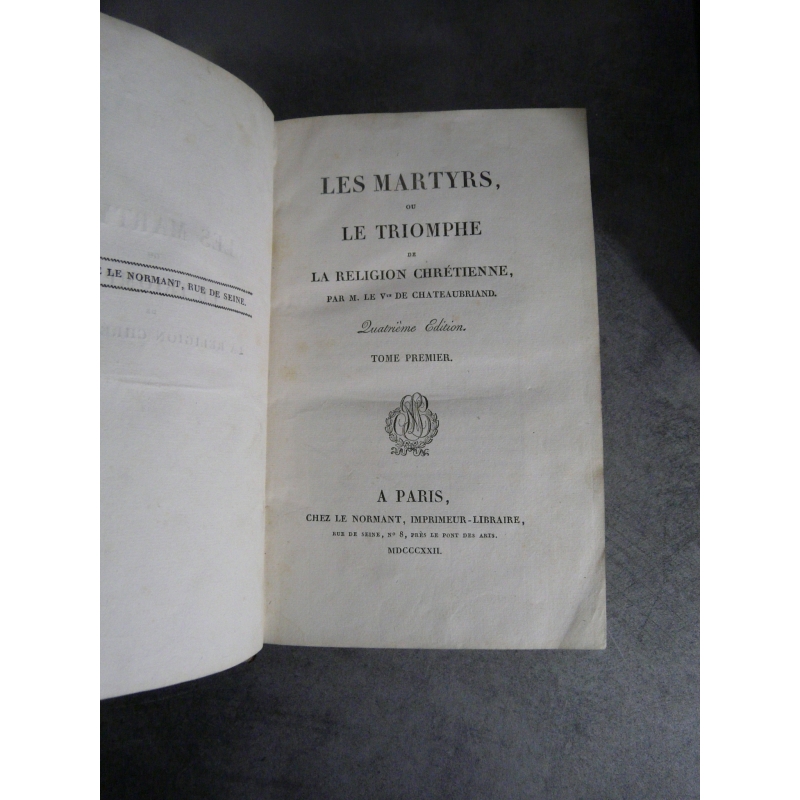 E LE NORMANT, RUE DE SEINE.
LES MARTYRS,
OU
LE TRIOMPHE
DE
LA RELIGION CHRÉTIENNE,
PAR M. LE Vte DE CHATEAUBRIAND.
Quatrième Edition.
TOME PREMIER.
A PARIS,
CHEZ LE NORMANT, IMPRIMEUR-LIBRAIRE,
RUE DE SEINE, No 8, PRÈS LE PONT DES ARTS.
MDCCCXXII.